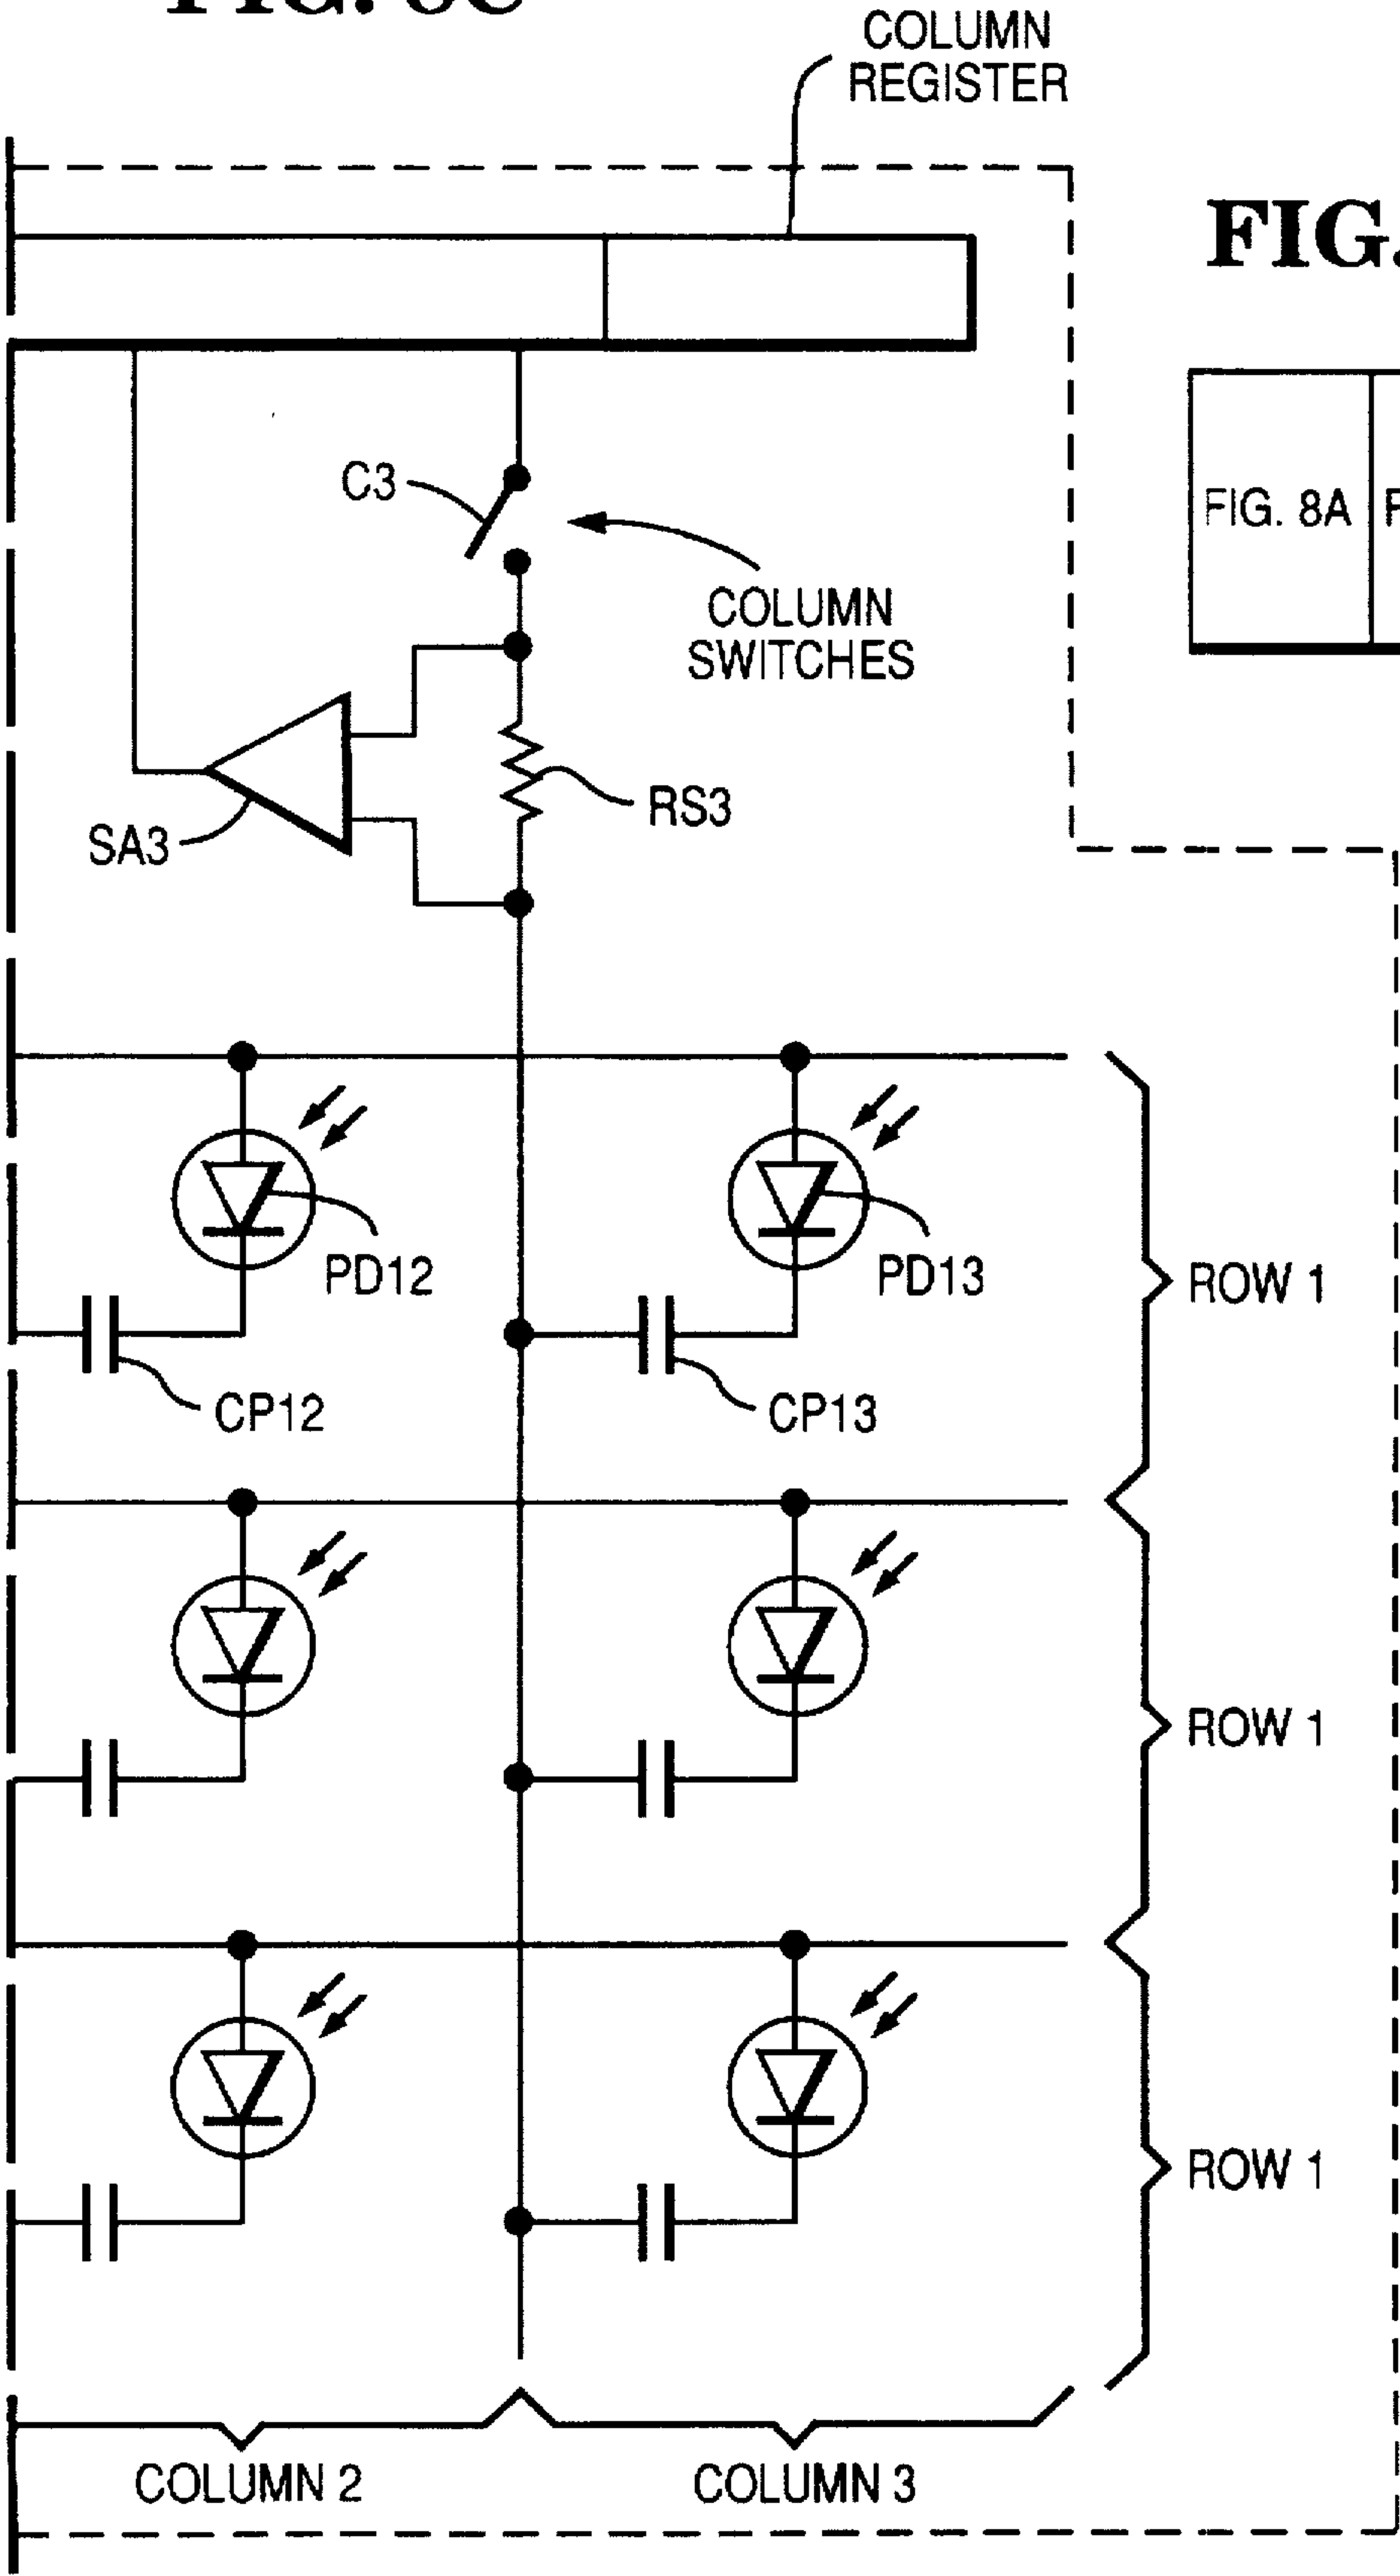 COLUMN
REGISTER
FIG.
FIG. 8A
C3
COLUMN
SWITCHES
RS3
SA3
PD12
PD13
ROW 1
CP12
CP13
ROW 1
ROW 1
COLUMN 2
COLUMN 3